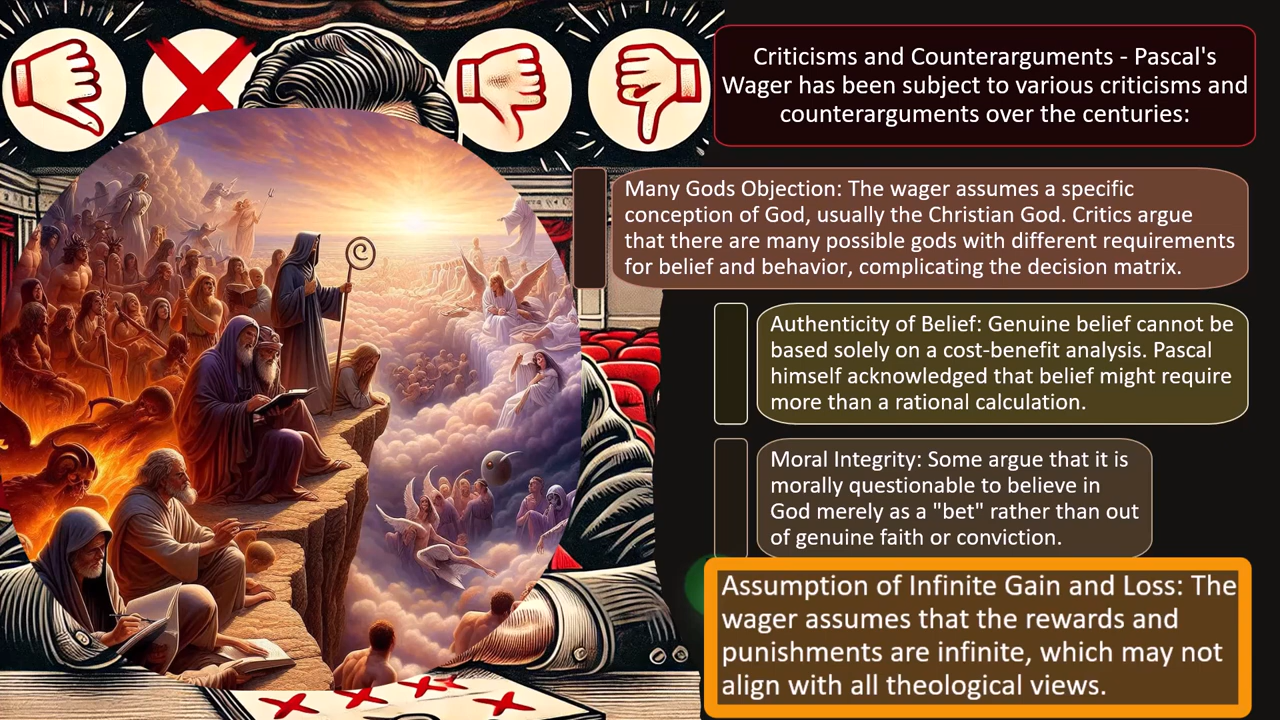 Criticisms and Counterarguments - Pascal's
Wager has been subject to various criticisms and
counterarguments over the centuries:
Many Gods Objection: The wager assumes a specific
conception of God, usually the Christian God. Critics argue
that there are many possible gods with different requirements
for belief and behavior, complicating the decision matrix.
Authenticity of Belief: Genuine belief cannot be
based solely on a cost-benefit analysis. Pascal
himself acknowledged that belief might require
more than a rational calculation.
Moral Integrity: Some argue that it is
morally questionable to believe in
God merely as a "bet" rather than out
of genuine faith or conviction.
Assumption of Infinite Gain and Loss: The
wager assumes that the rewards and
punishments are infinite, which may not
align with all theological views.